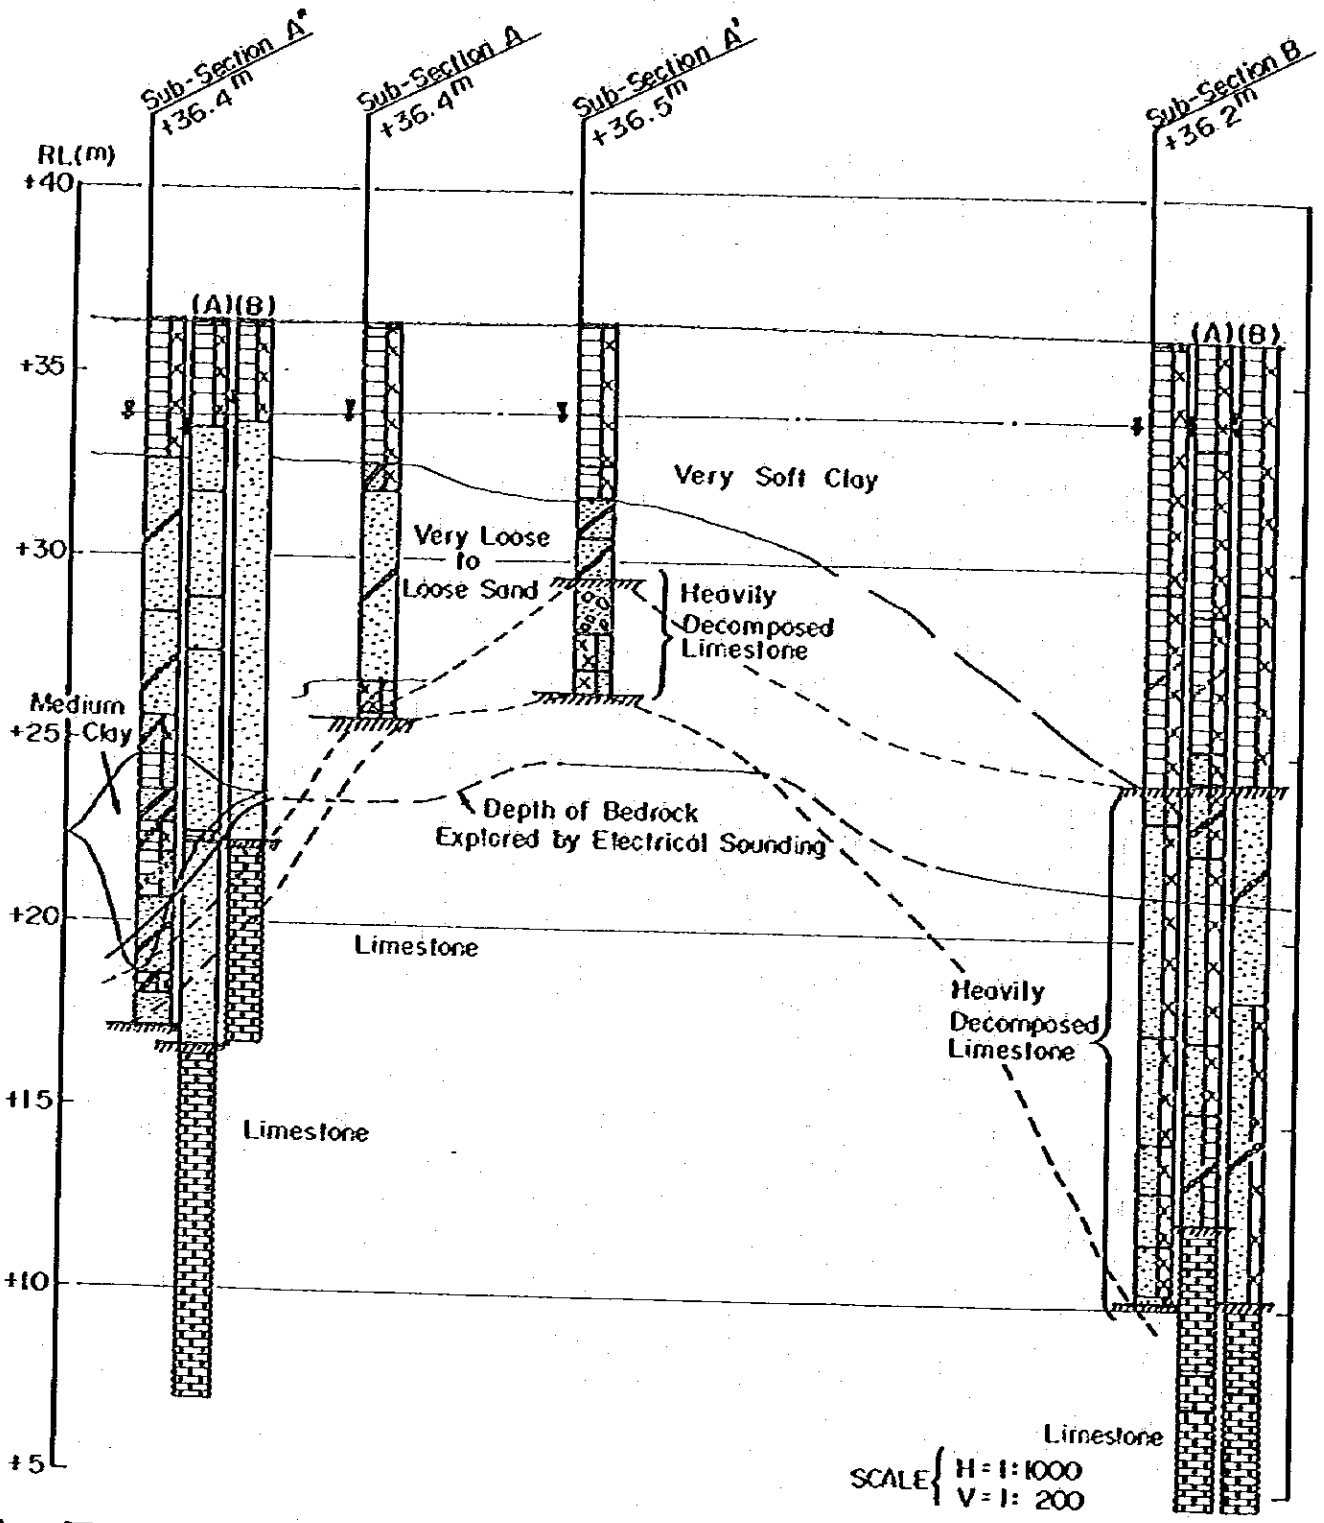 Sub-Section A"
+36.4m
Sub-Section A
+36.4m
Sub-Section A'
+36.5m
Sub-Section B
+36.2m
RL(m)
+40
(A)(B)
(A)(B)
+35
Very Soft Clay
+30
Very Loose
to
Loose Sand
Heavily
Decomposed
Limestone
Medium
Clay
+25
Depth of Bedrock
Explored by Electrical Sounding
+20
Limestone
Heavily
Decomposed
Limestone
+15
Limestone
+10
Limestone
+5
SCALE { H = 1:1000
V = 1: 200